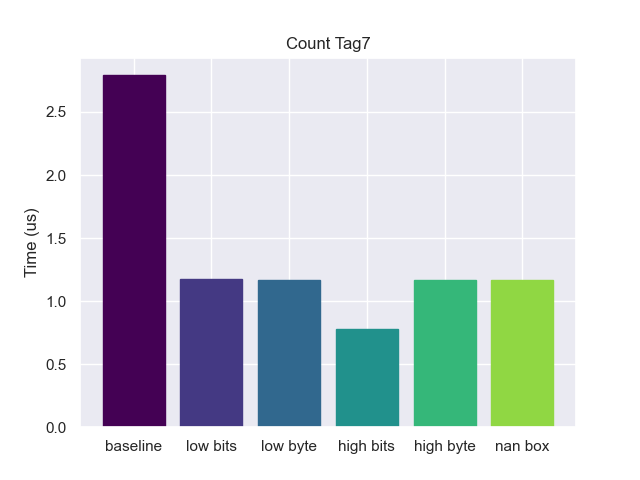 Count Tag7
Time (us)
2.5
2.0
1.5
1.0
0.5
0.0
baseline low bits low byte high bits high byte nan box